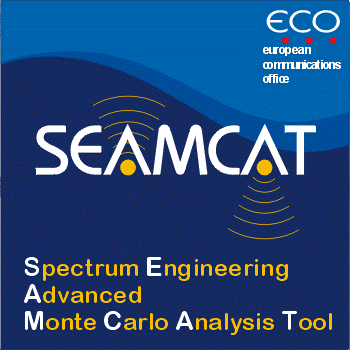 ECO
european
communications
office
SEAMCAT
Spectrum Engineering
Advanced
Monte Carlo Analysis Tool